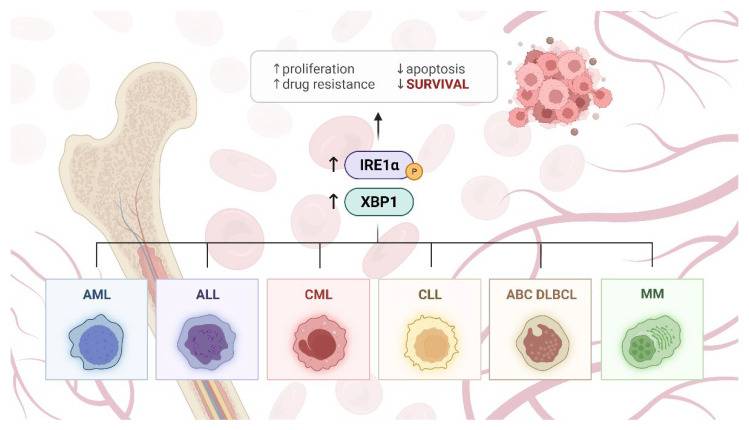 ↑proliferation ↓apoptosis
↑drug resistance ↓SURVIVAL
↑ IRE1α P
↑ XBP1
AML ALL CML CLL ABC DLBCL MM